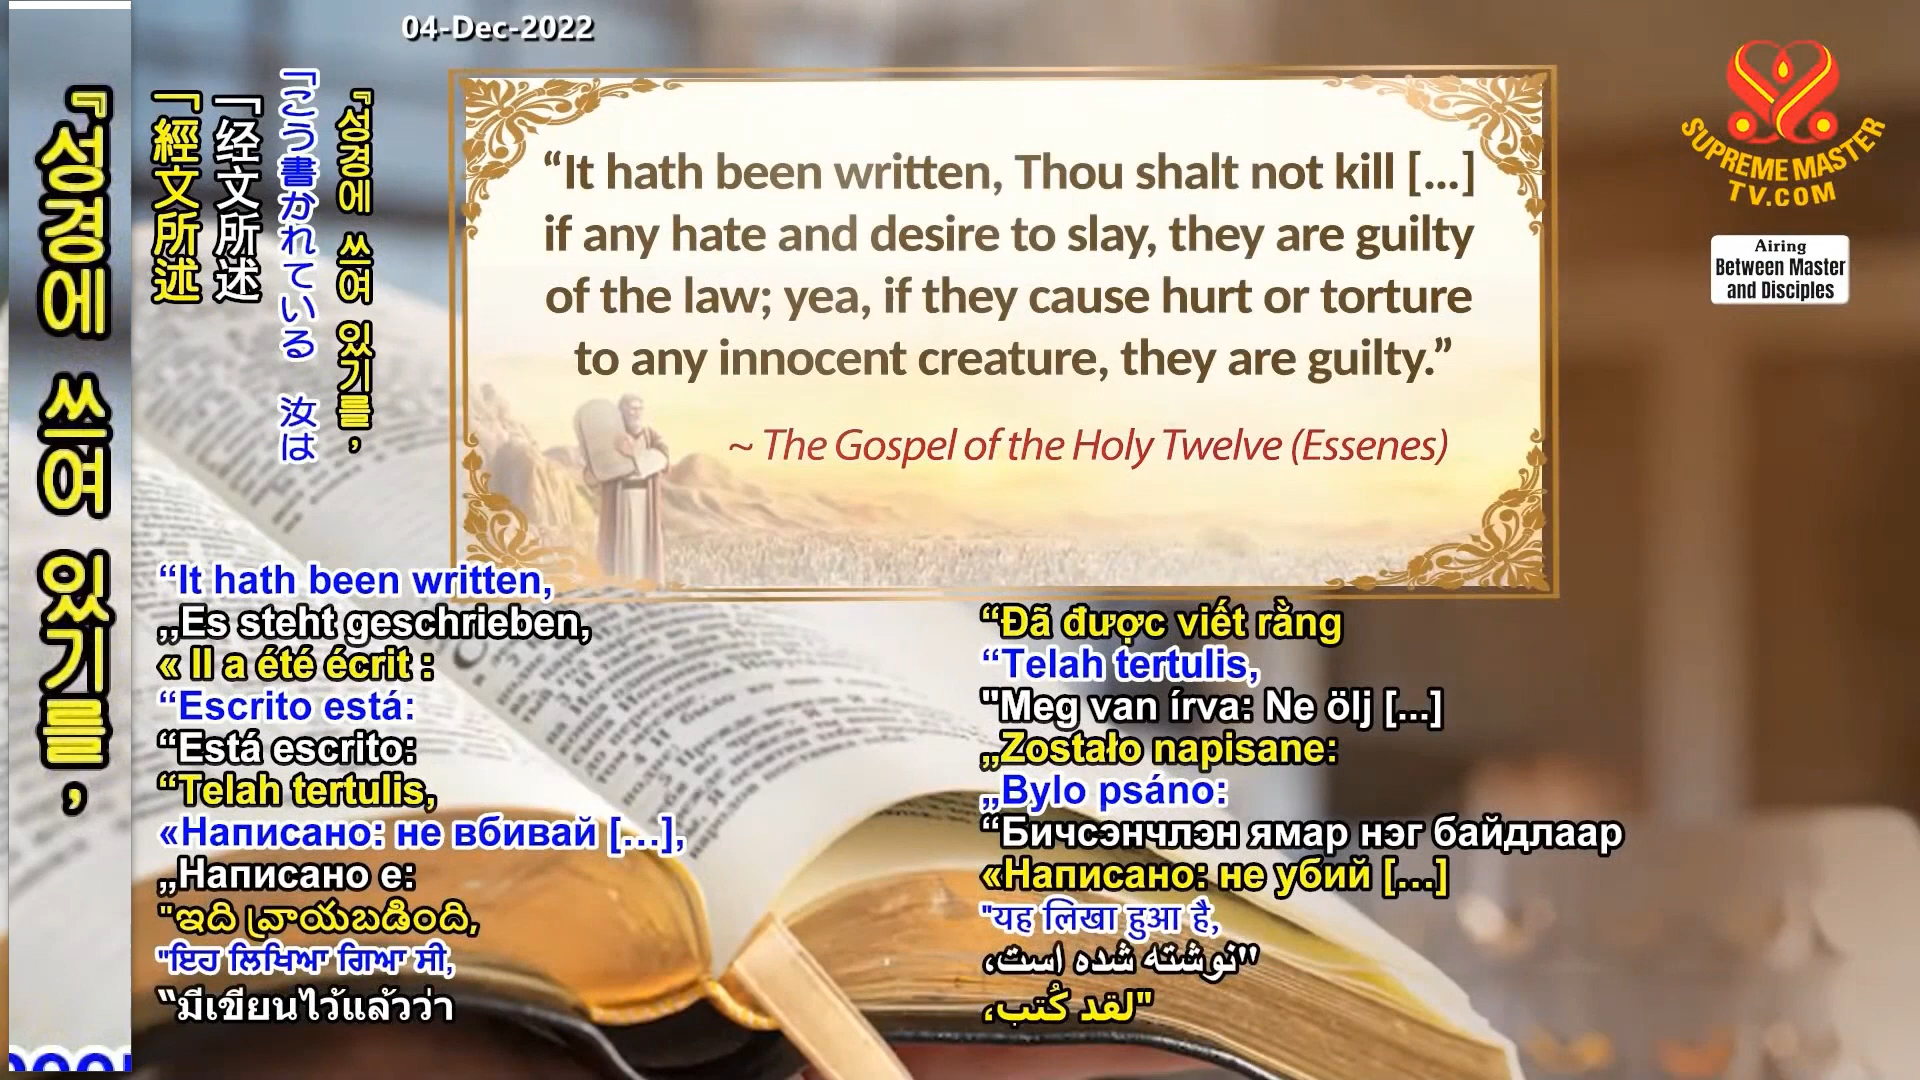 04-Dec-2022
『성경에 쓰여 있기를,
「經文所述
「经文所述
「こう書かれている　汝は
『성경에 쓰여 있기를,
“It hath been written, Thou shalt not kill [...]
if any hate and desire to slay, they are guilty
of the law; yea, if they cause hurt or torture
to any innocent creature, they are guilty.”
~ The Gospel of the Holy Twelve (Essenes)
SUPREME MASTER
TV.COM
Airing
Between Master
and Disciples
“It hath been written,
„Es steht geschrieben,
« Il a été écrit :
“Escrito está:
“Está escrito:
“Telah tertulis,
«Написано: не вбивай […],
„Написано е:
"ఇది వ్రాయబడింది,
"ਇਹ ਲਿਖਿਆ ਗਿਆ ਸੀ,
“มีเขียนไว้แล้วว่า
“Đã được viết rằng
“Telah tertulis,
"Meg van írva: Ne ölj [...]
„Zostało napisane:
„Bylo psáno:
“Бичсэнчлэн ямар нэг байдлаар
«Написано: не убий […]
"यह लिखा हुआ है,
"نوشته شده است،
"لقد كُتب،